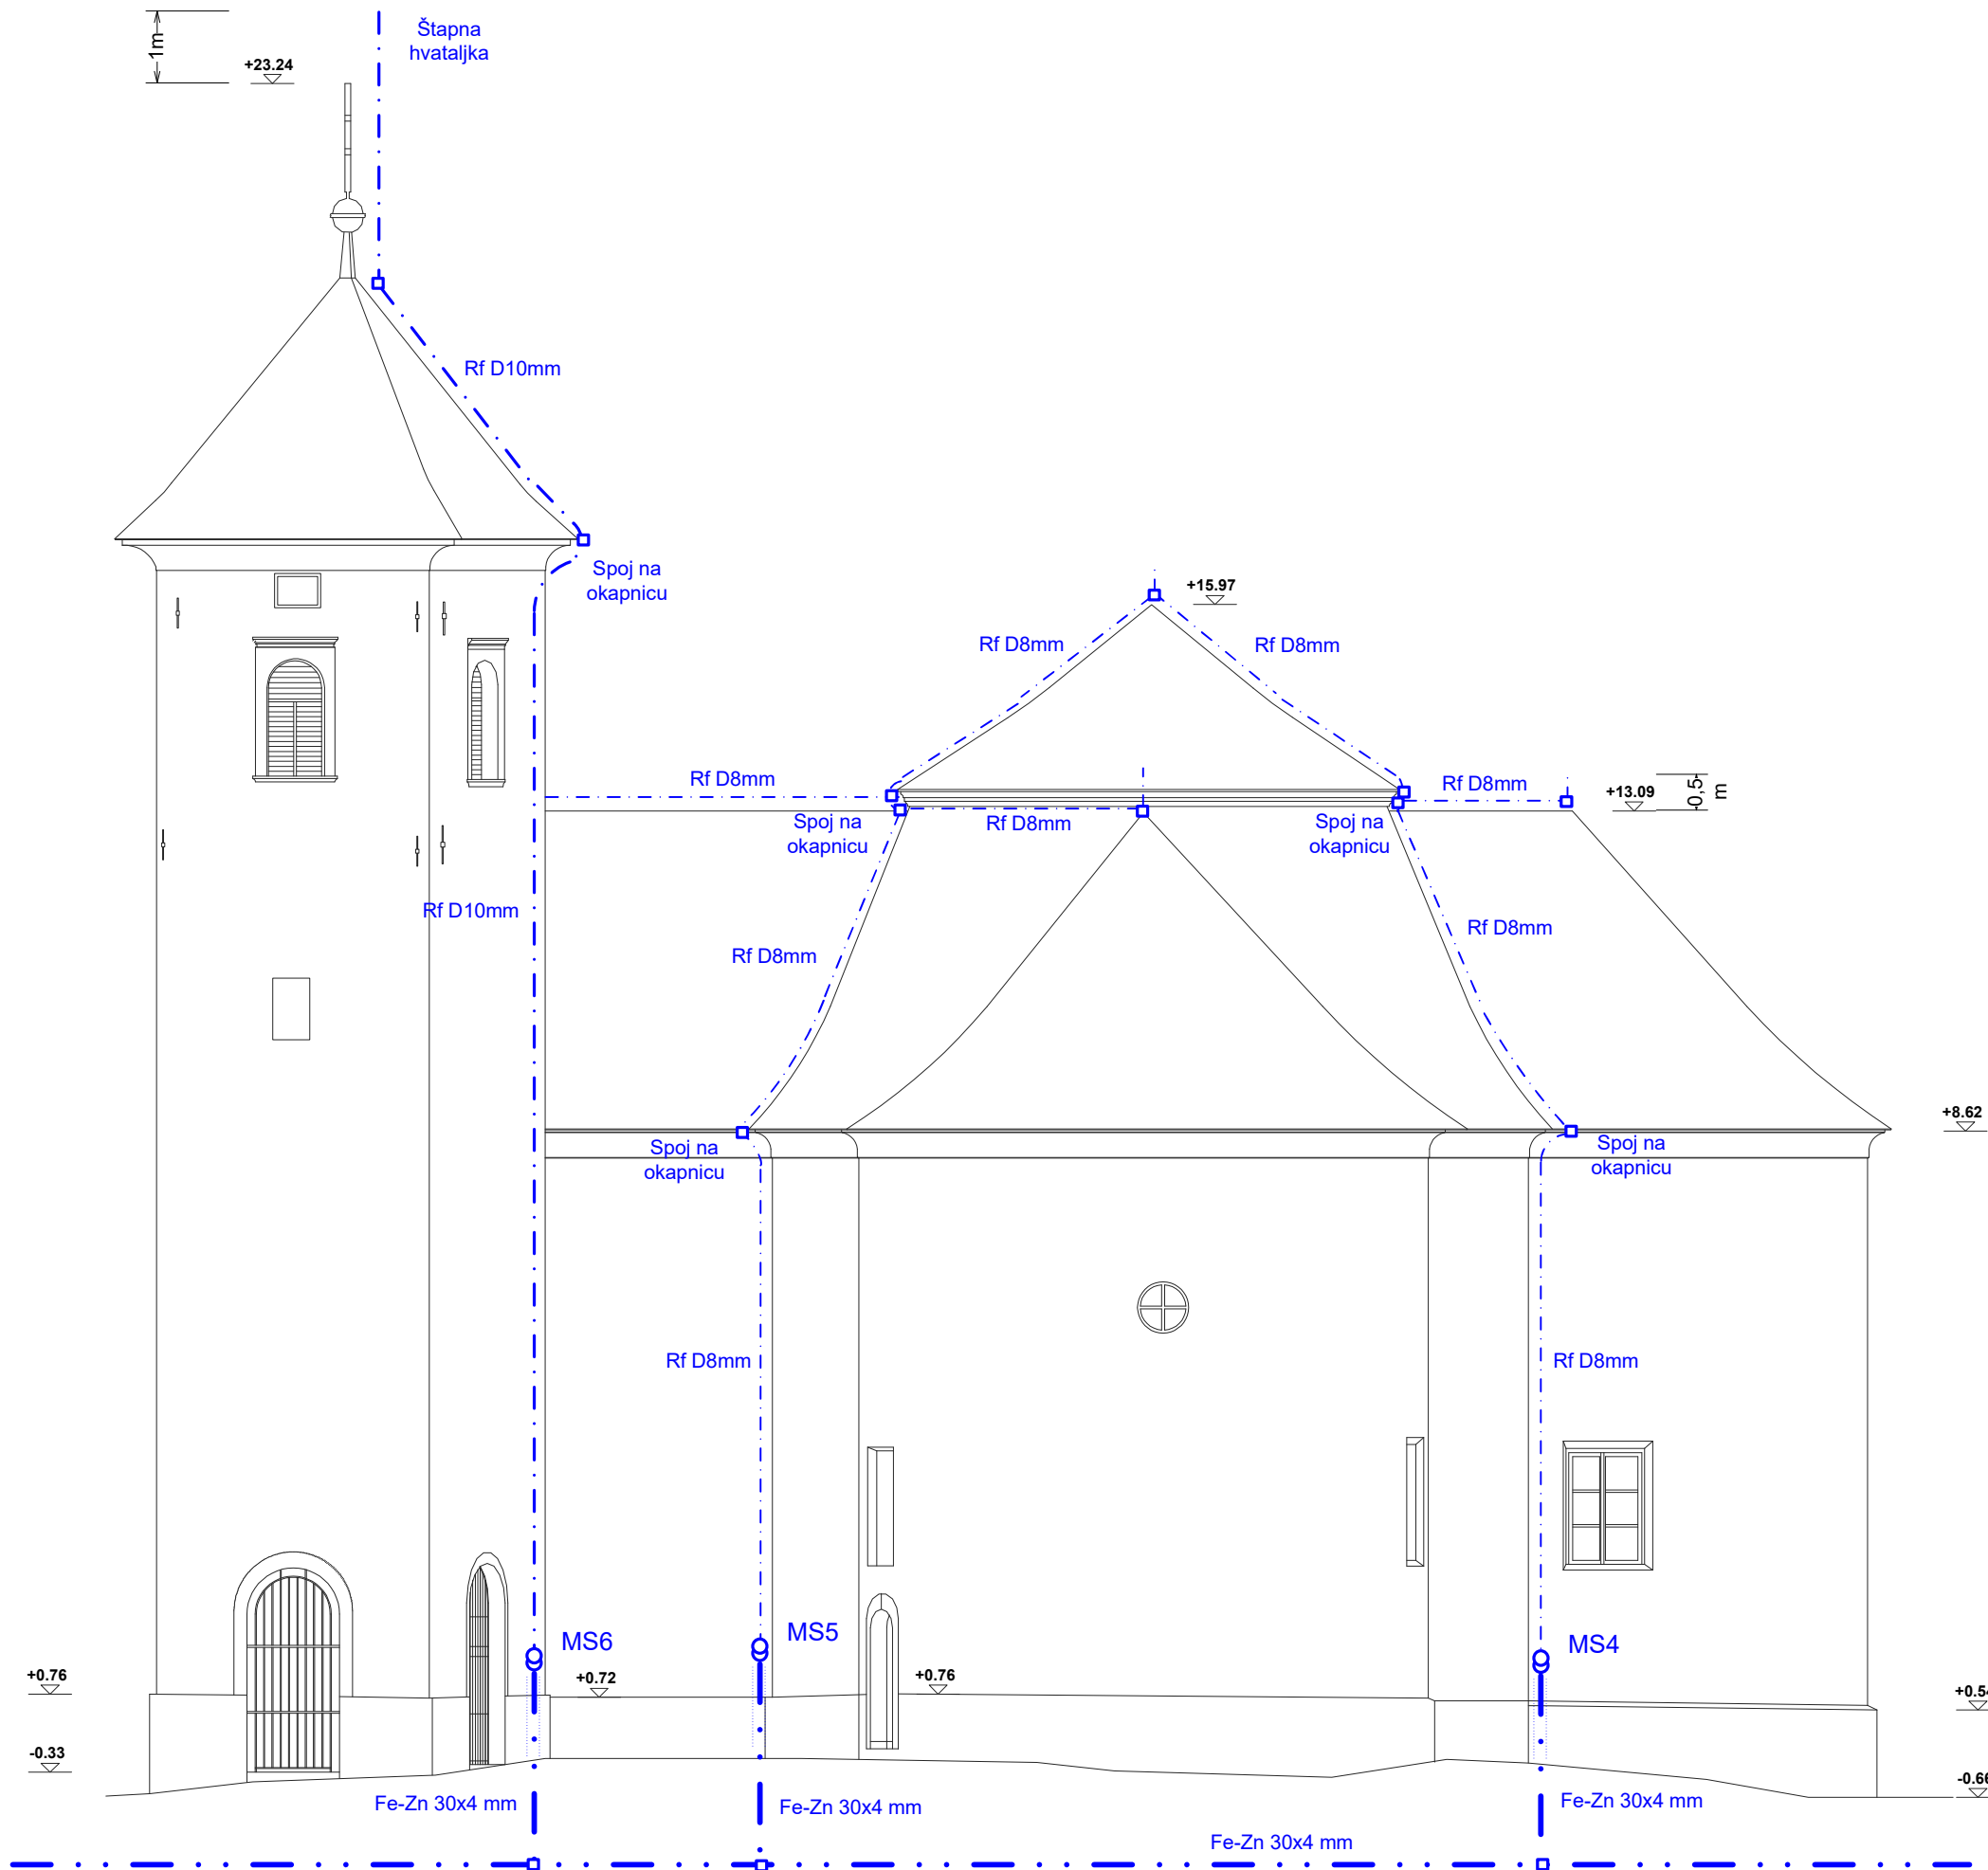 Štapna
hvataljka
1m
+23.24
Rf D10mm
Spoj na
okapnicu
+15.97
Rf D8mm
Rf D8mm
Rf D8mm
Rf D8mm
0,5
m
+13.09
Spoj na
okapnicu
Rf D8mm
Spoj na
okapnicu
Rf D10mm
Rf D8mm
Rf D8mm
+8.62
Spoj na
okapnicu
Spoj na
okapnicu
Rf D8mm
Rf D8mm
MS6
MS5
MS4
+0.76
+0.72
+0.76
-0.33
Fe-Zn 30x4 mm
Fe-Zn 30x4 mm
Fe-Zn 30x4 mm
Fe-Zn 30x4 mm